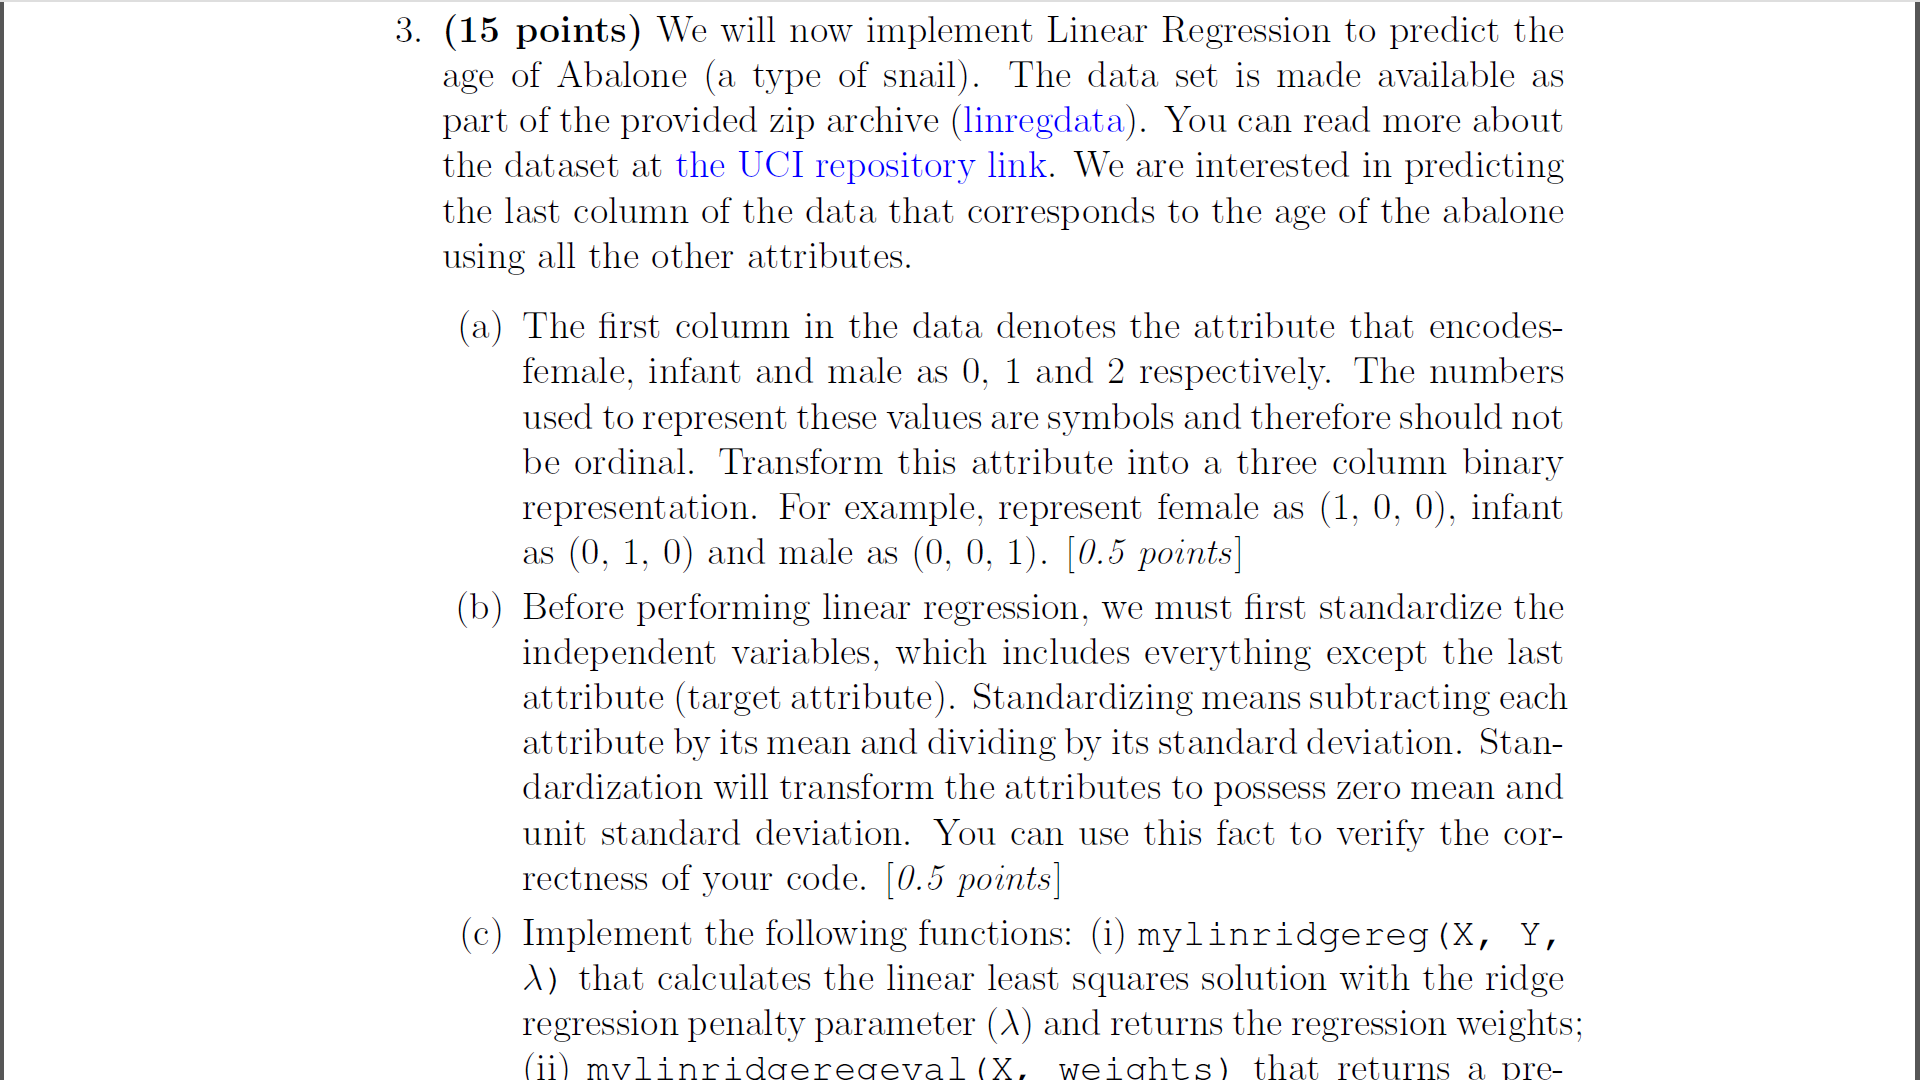 3. (15 points) We will now implement Linear Regression to predict the
age of Abalone (a type of snail). The data set is made available as
part of the provided zip archive (linregdata). You can read more about
the dataset at the UCI repository link. We are interested in predicting
the last column of the data that corresponds to the age of the abalone
using all the other attributes.
(a) The first column in the data denotes the attribute that encodes-
female, infant and male as 0, 1 and 2 respectively. The numbers
used to represent these values are symbols and therefore should not
be ordinal. Transform this attribute into a three column binary
representation. For example, represent female as (1, 0, 0), infant
as (0, 1, 0) and male as (0, 0, 1). [0.5 points]
(b) Before performing linear regression, we must first standardize the
independent variables, which includes everything except the last
attribute (target attribute). Standardizing means subtracting each
attribute by its mean and dividing by its standard deviation. Stan-
dardization will transform the attributes to possess zero mean and
unit standard deviation. You can use this fact to verify the cor-
rectness of your code. [0.5 points]
(c) Implement the following functions: (i) mylinridgereg(X, Y,
λ) that calculates the linear least squares solution with the ridge
regression penalty parameter (λ) and returns the regression weights;
(ii) mylinridgeregeval(X, weights) that returns a pre-